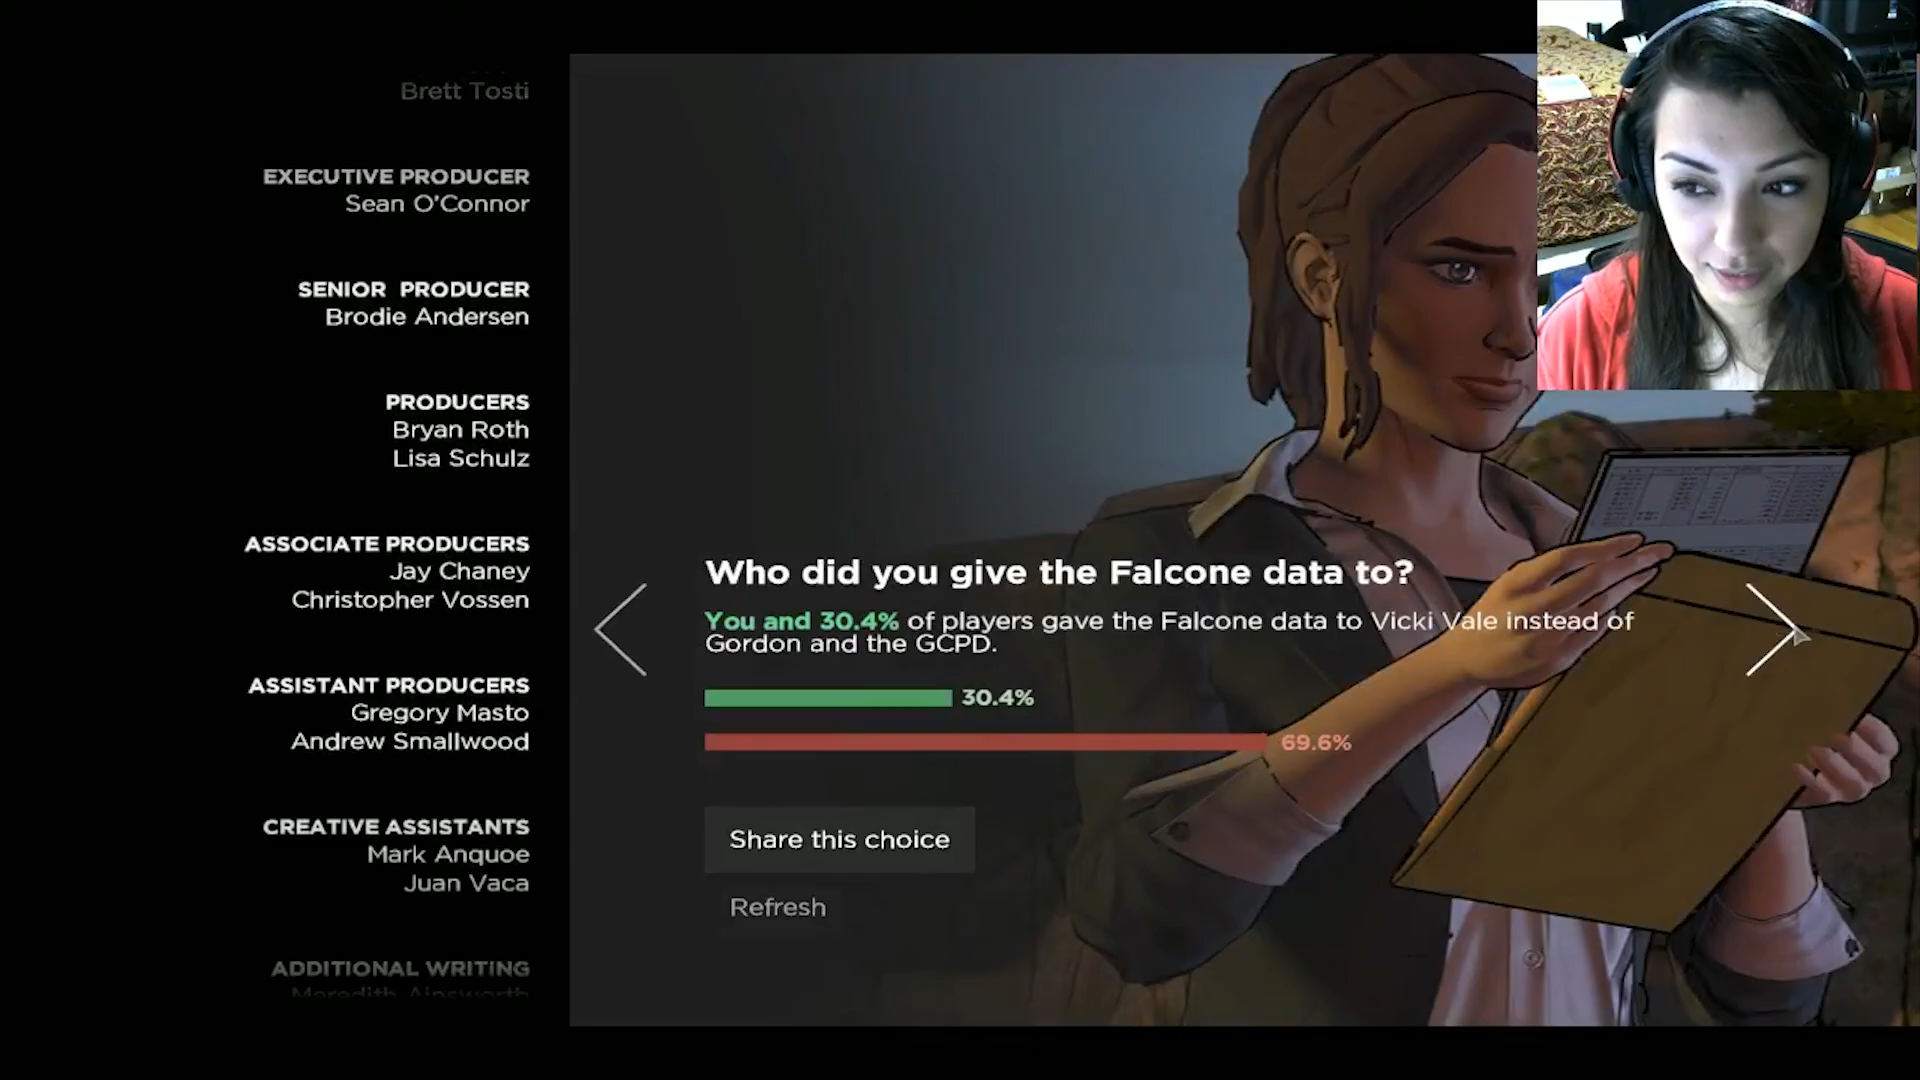 Brett Tosti
EXECUTIVE PRODUCER
Sean O'Connor
SENIOR PRODUCER
Brodie Andersen
PRODUCERS
Bryan Roth
Lisa Schulz
ASSOCIATE PRODUCERS
Jay Chaney
Christopher Vossen
ASSISTANT PRODUCERS
Gregory Masto
Andrew Smallwood
CREATIVE ASSISTANTS
Mark Anquoe
Juan Vaca
ADDITIONAL WRITING
Meredith Ainsworth
Who did you give the Falcone data to?
You and 30.4% of players gave the Falcone data to Vicki Vale instead of
Gordon and the GCPD.
30.4%
69.6%
Share this choice
Refresh